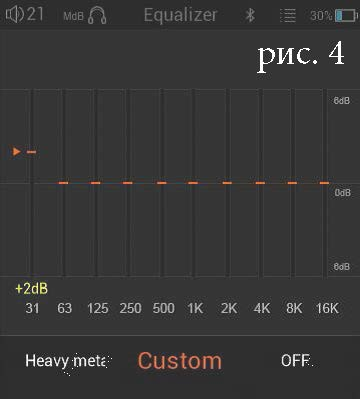 21 MdB Equalizer 30%
рис. 4
6dB
0dB
6dB
+2dB
31 63 125 250 500 1K 2K 4K 8K 16K
Heavy meta Custom OFF